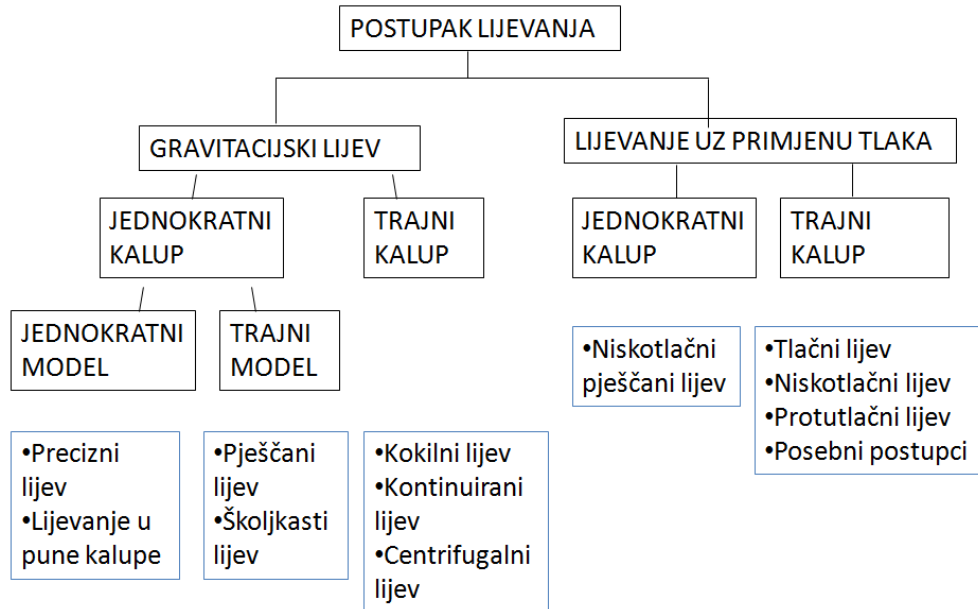 POSTUPAK LIJEVANJA
GRAVITACIJSKI LIJEV
LIJEVANJE UZ PRIMJENU TLAKA
JEDNOKRATNI
KALUP
TRAJNI
KALUP
JEDNOKRATNI
KALUP
TRAJNI
KALUP
JEDNOKRATNI
MODEL
TRAJNI
MODEL
•Niskotlačni
pješčani lijev
•Tlačni lijev
•Niskotlačni lijev
•Protutlačni lijev
•Posebni postupci
•Precizni
lijev
•Lijevanje u
pune kalupe
•Pješčani
lijev
•Školjkasti
lijev
•Kokilni lijev
•Kontinuirani
lijev
•Centrifugalni
lijev